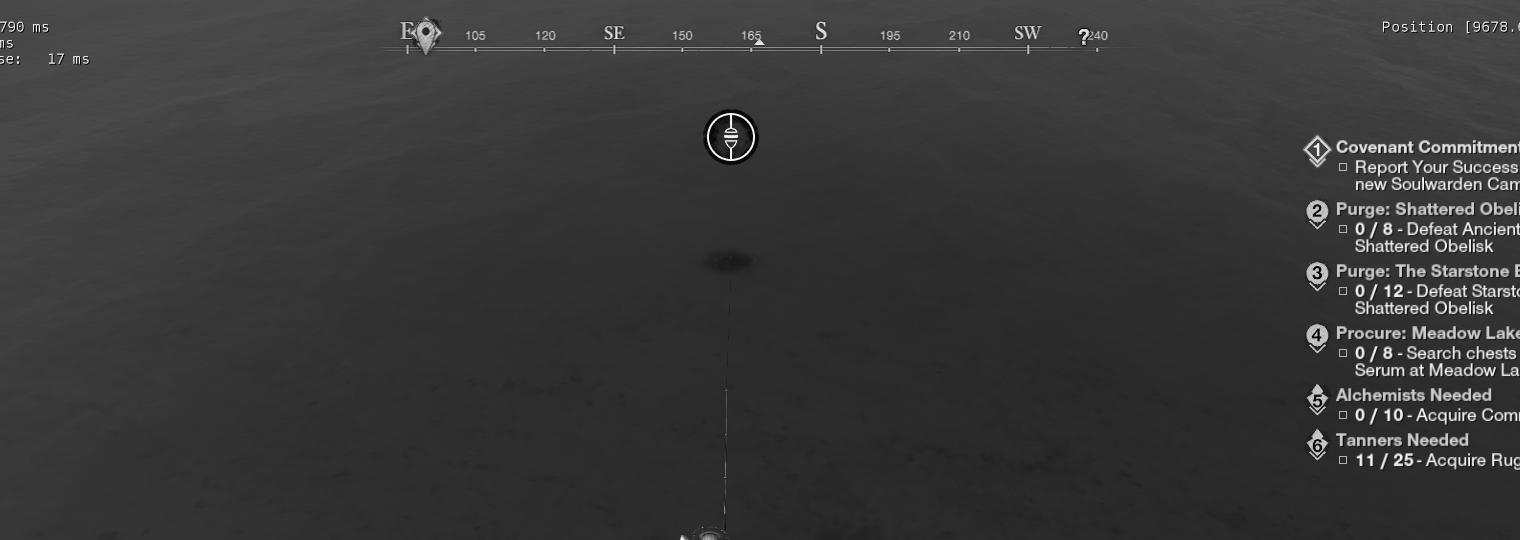 790 ms
ms
se: 17 ms
E 105 120 SE 150 165 S 195 210 SW ? 240
Position [9678.
1 Covenant Commitment
Report Your Success
new Soulwarden Cam
2 Purge: Shattered Obeli
0 / 8 - Defeat Ancient
Shattered Obelisk
3 Purge: The Starstone E
0 / 12 - Defeat Starsto
Shattered Obelisk
4 Procure: Meadow Lake
0 / 8 - Search chests
Serum at Meadow La
5 Alchemists Needed
0 / 10 - Acquire Com
6 Tanners Needed
11 / 25 - Acquire Rug